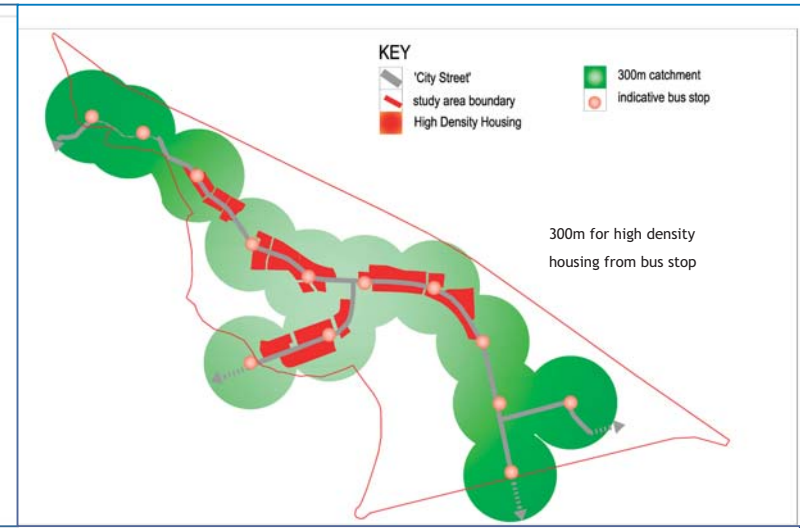 KEY
'City Street'
study area boundary
High Density Housing
300m catchment
indicative bus stop
300m for high density
housing from bus stop